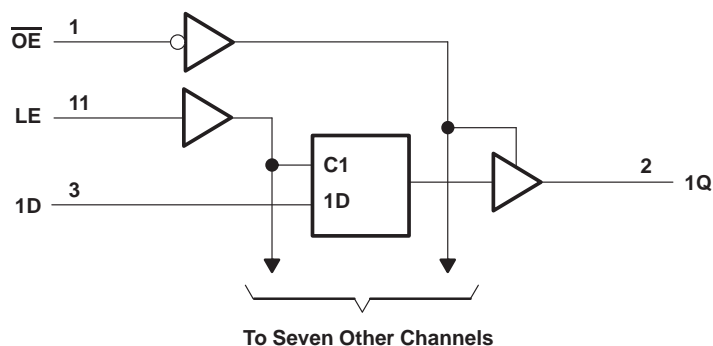 OE 1
LE 11
C1
1D 3 1D
2 1Q
To Seven Other Channels